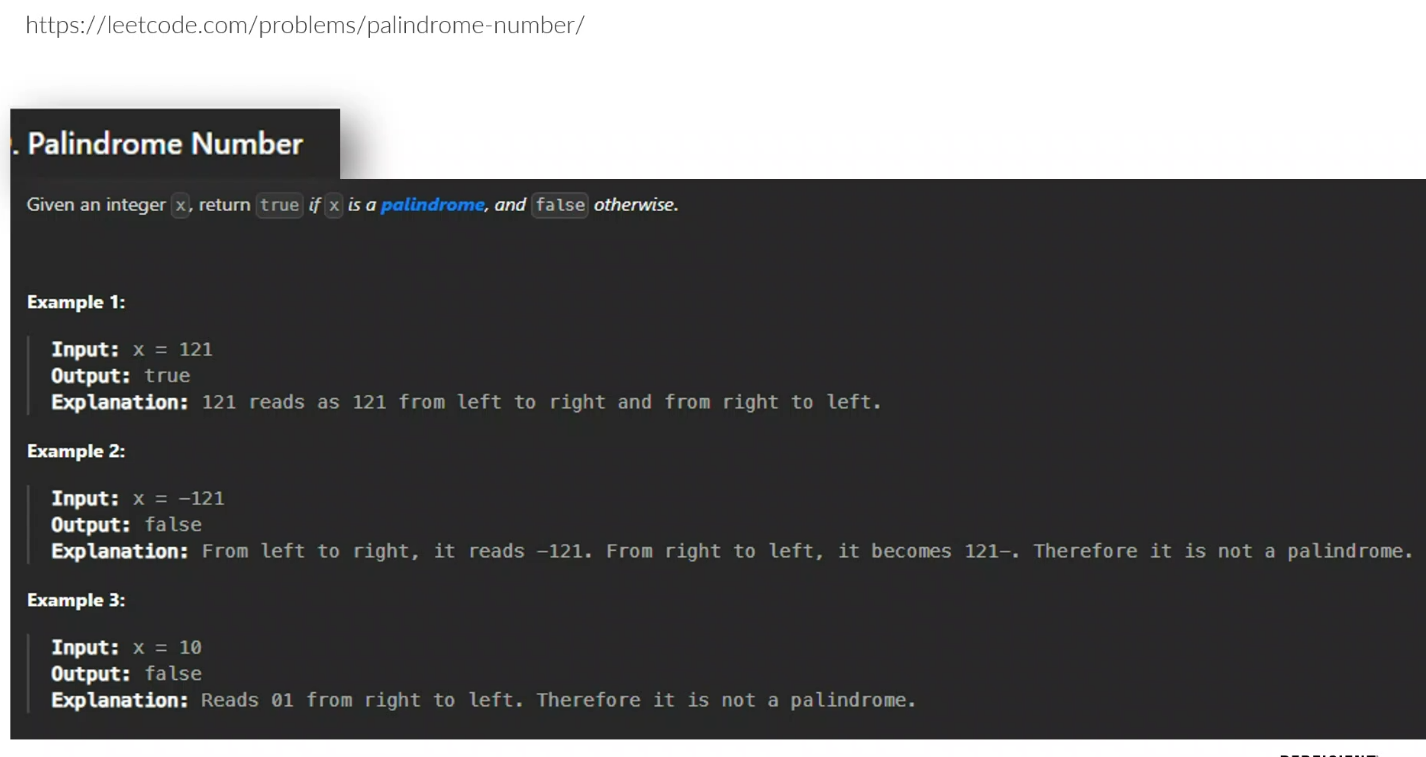 https://leetcode.com/problems/palindrome-number/
. Palindrome Number
Given an integer x, return true if x is a palindrome, and false otherwise.
Example 1:
Input: x = 121
Output: true
Explanation: 121 reads as 121 from left to right and from right to left.
Example 2:
Input: x = -121
Output: false
Explanation: From left to right, it reads -121. From right to left, it becomes 121-. Therefore it is not a palindrome.
Example 3:
Input: x = 10
Output: false
Explanation: Reads 01 from right to left. Therefore it is not a palindrome.